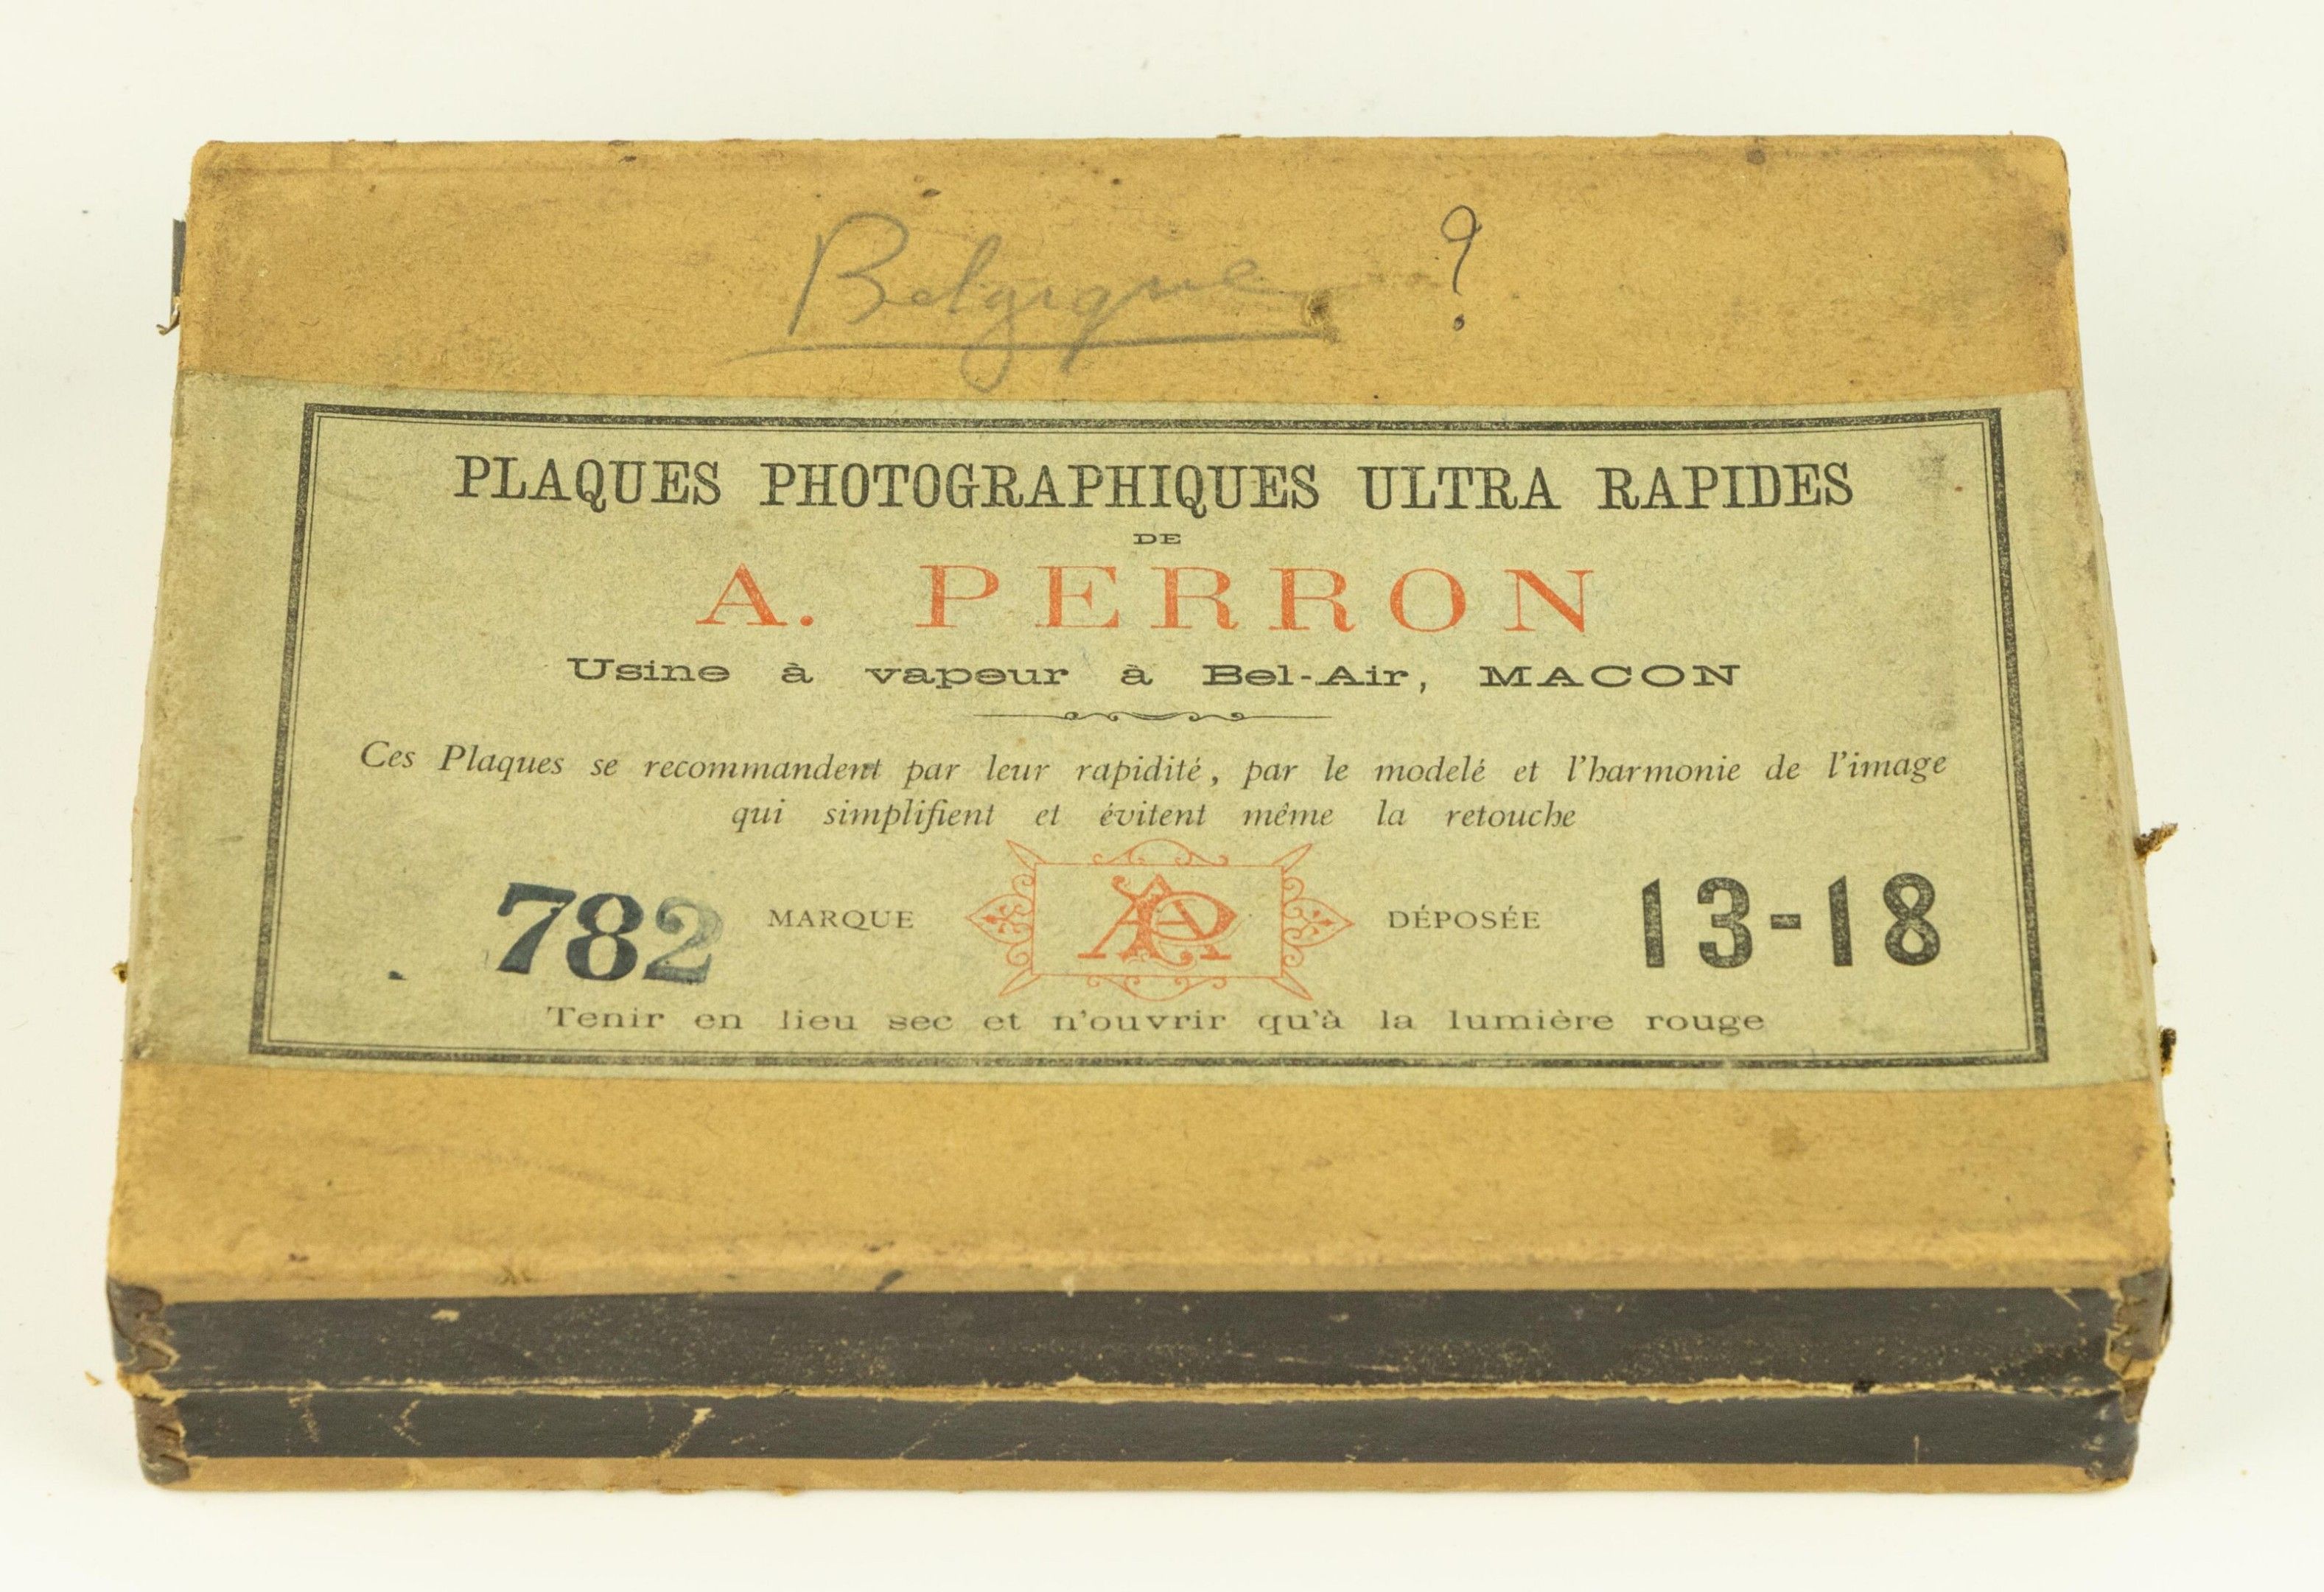 Belgique ?
PLAQUES PHOTOGRAPHIQUES ULTRA RAPIDES
DE
A. PERRON
Usine à vapeur à Bel-Air, MACON
Ces Plaques se recommandent par leur rapidité, par le modelé et l'harmonie de l'image
qui simplifient et évitent même la retouche
782 MARQUE AP DÉPOSÉE 13-18
Tenir en lieu sec et n'ouvrir qu'à la lumière rouge